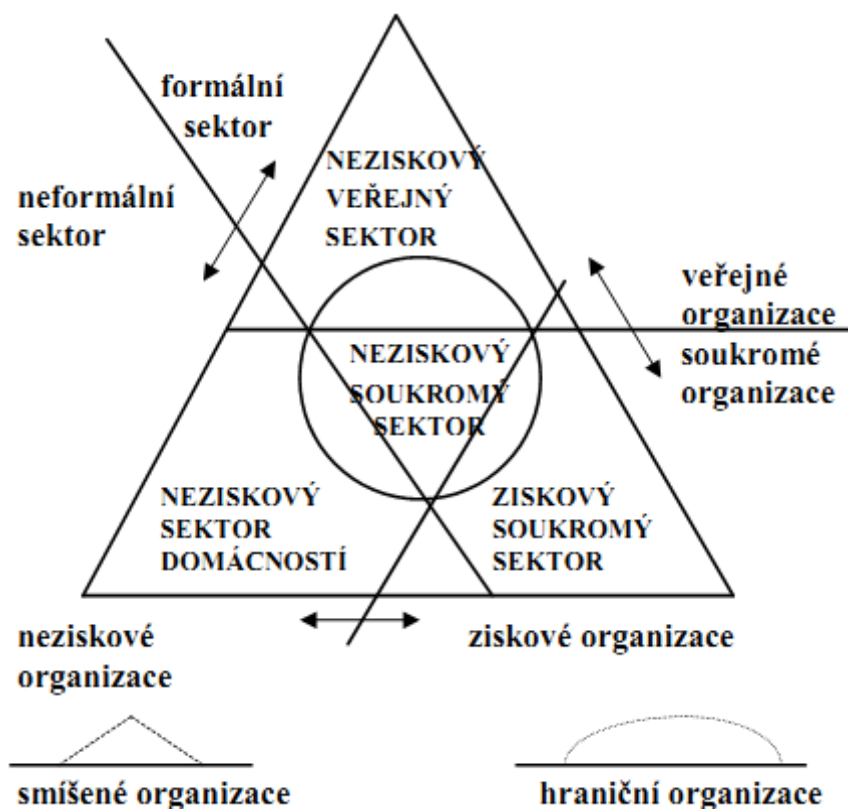 formální
sektor
neformální
sektor
NEZISKOVÝ
VEŘEJNÝ
SEKTOR
veřejné
organizace
soukromé
organizace
NEZISKOVÝ
SOUKROMÝ
SEKTOR
NEZISKOVÝ
SEKTOR
DOMÁCNOSTÍ
ZISKOVÝ
SOUKROMÝ
SEKTOR
neziskové
organizace
ziskové organizace
smíšené organizace
hraniční organizace